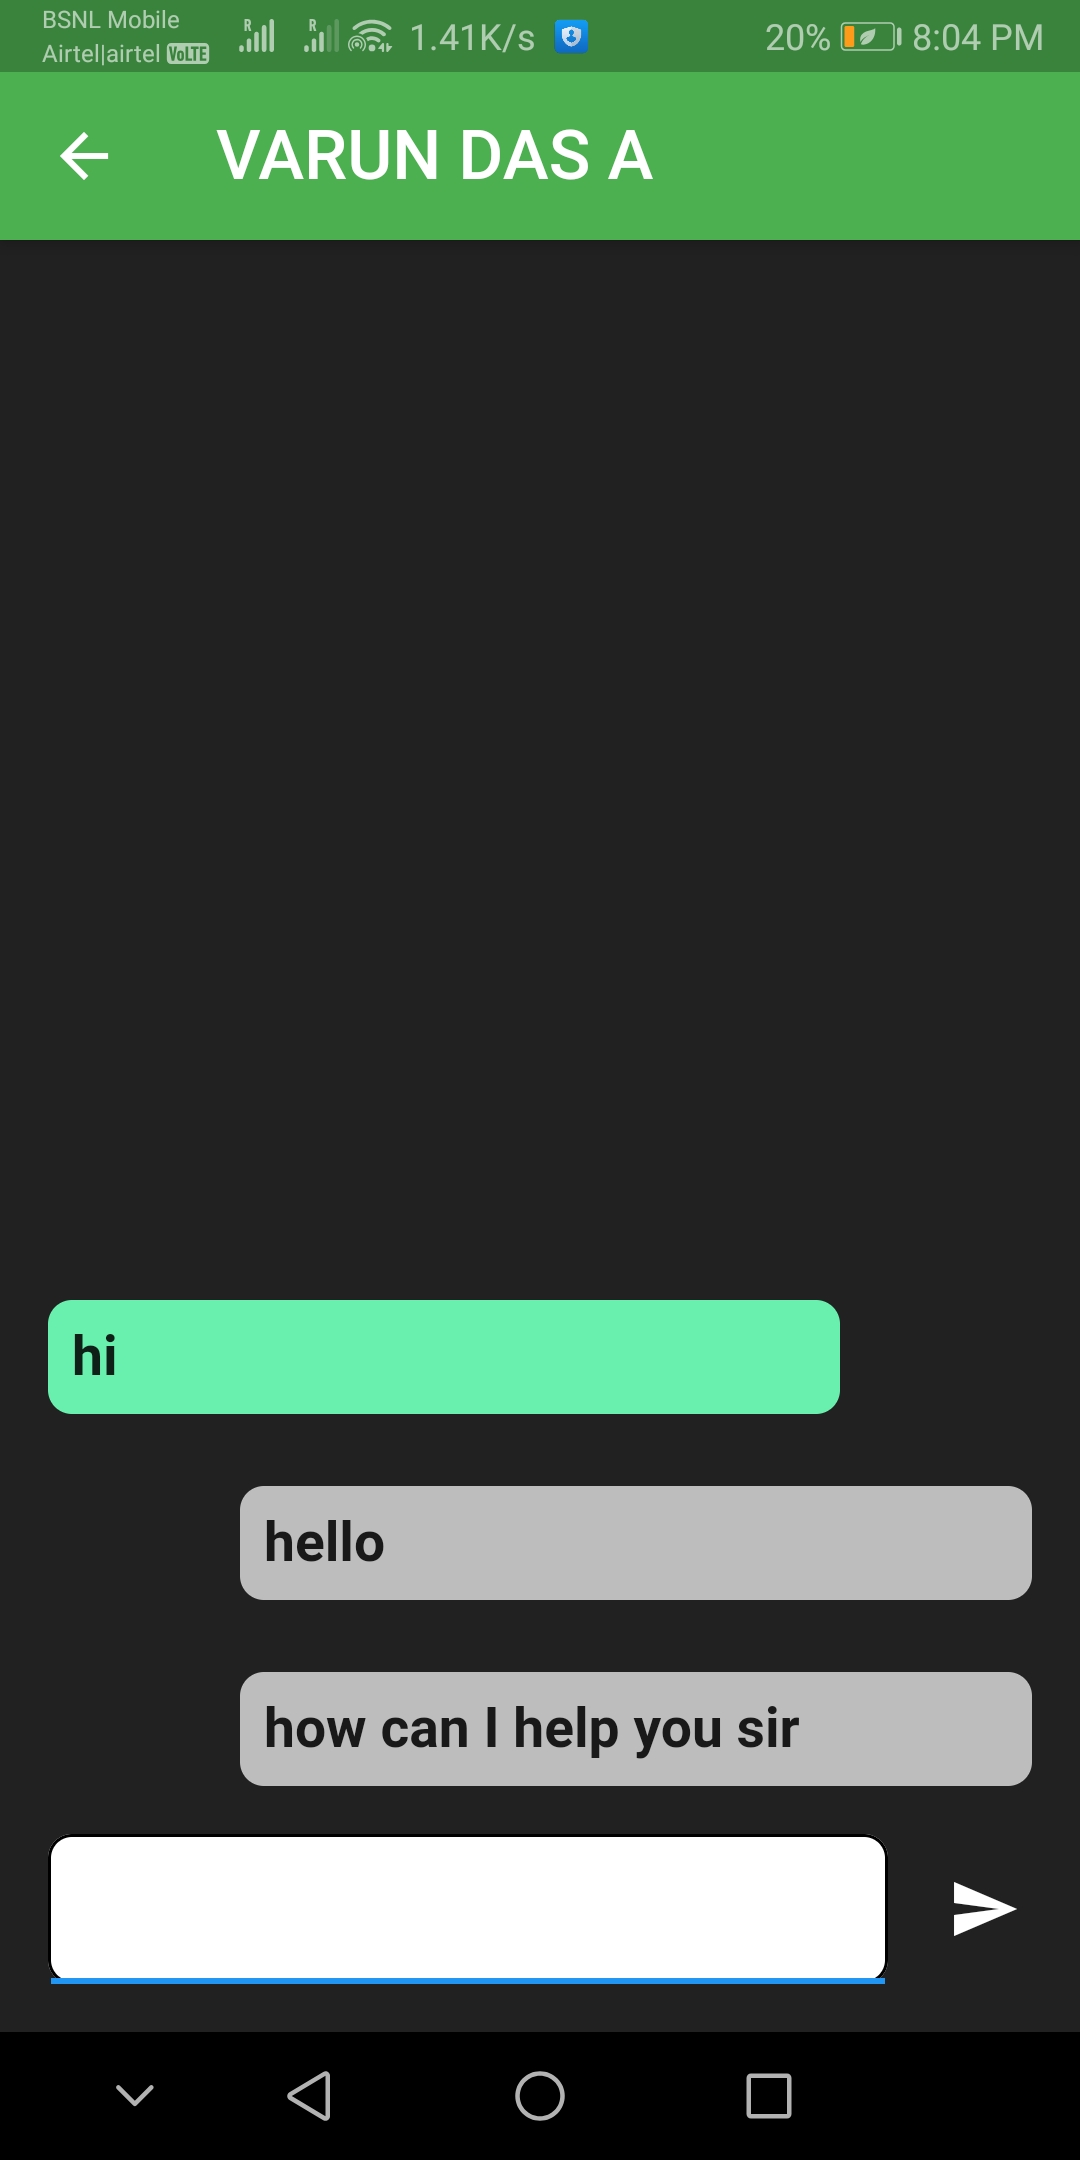 BSNL Mobile
Airtel|airtel VoLTE
R R 1.41K/s 20% 8:04 PM
VARUN DAS A
hi
hello
how can I help you sir